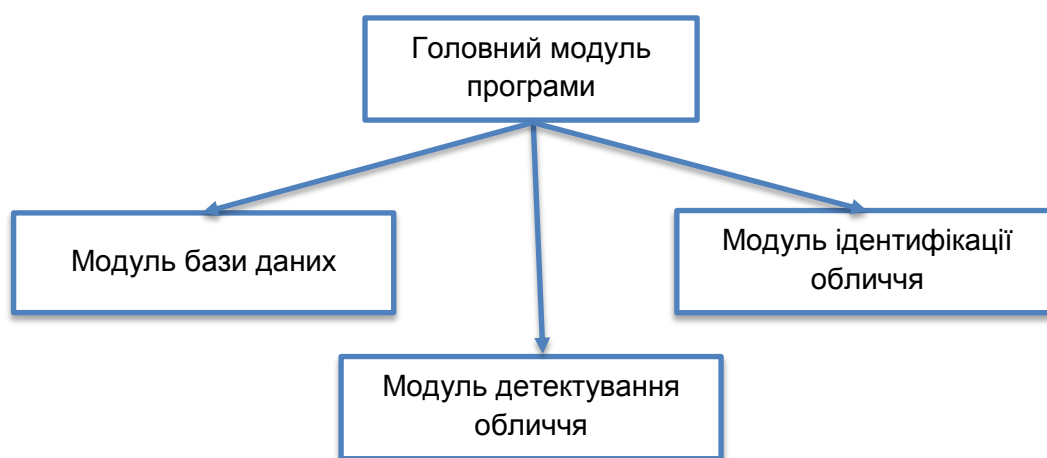 Головний модуль
програми
Модуль бази даних
Модуль ідентифікації
обличчя
Модуль детектування
обличчя